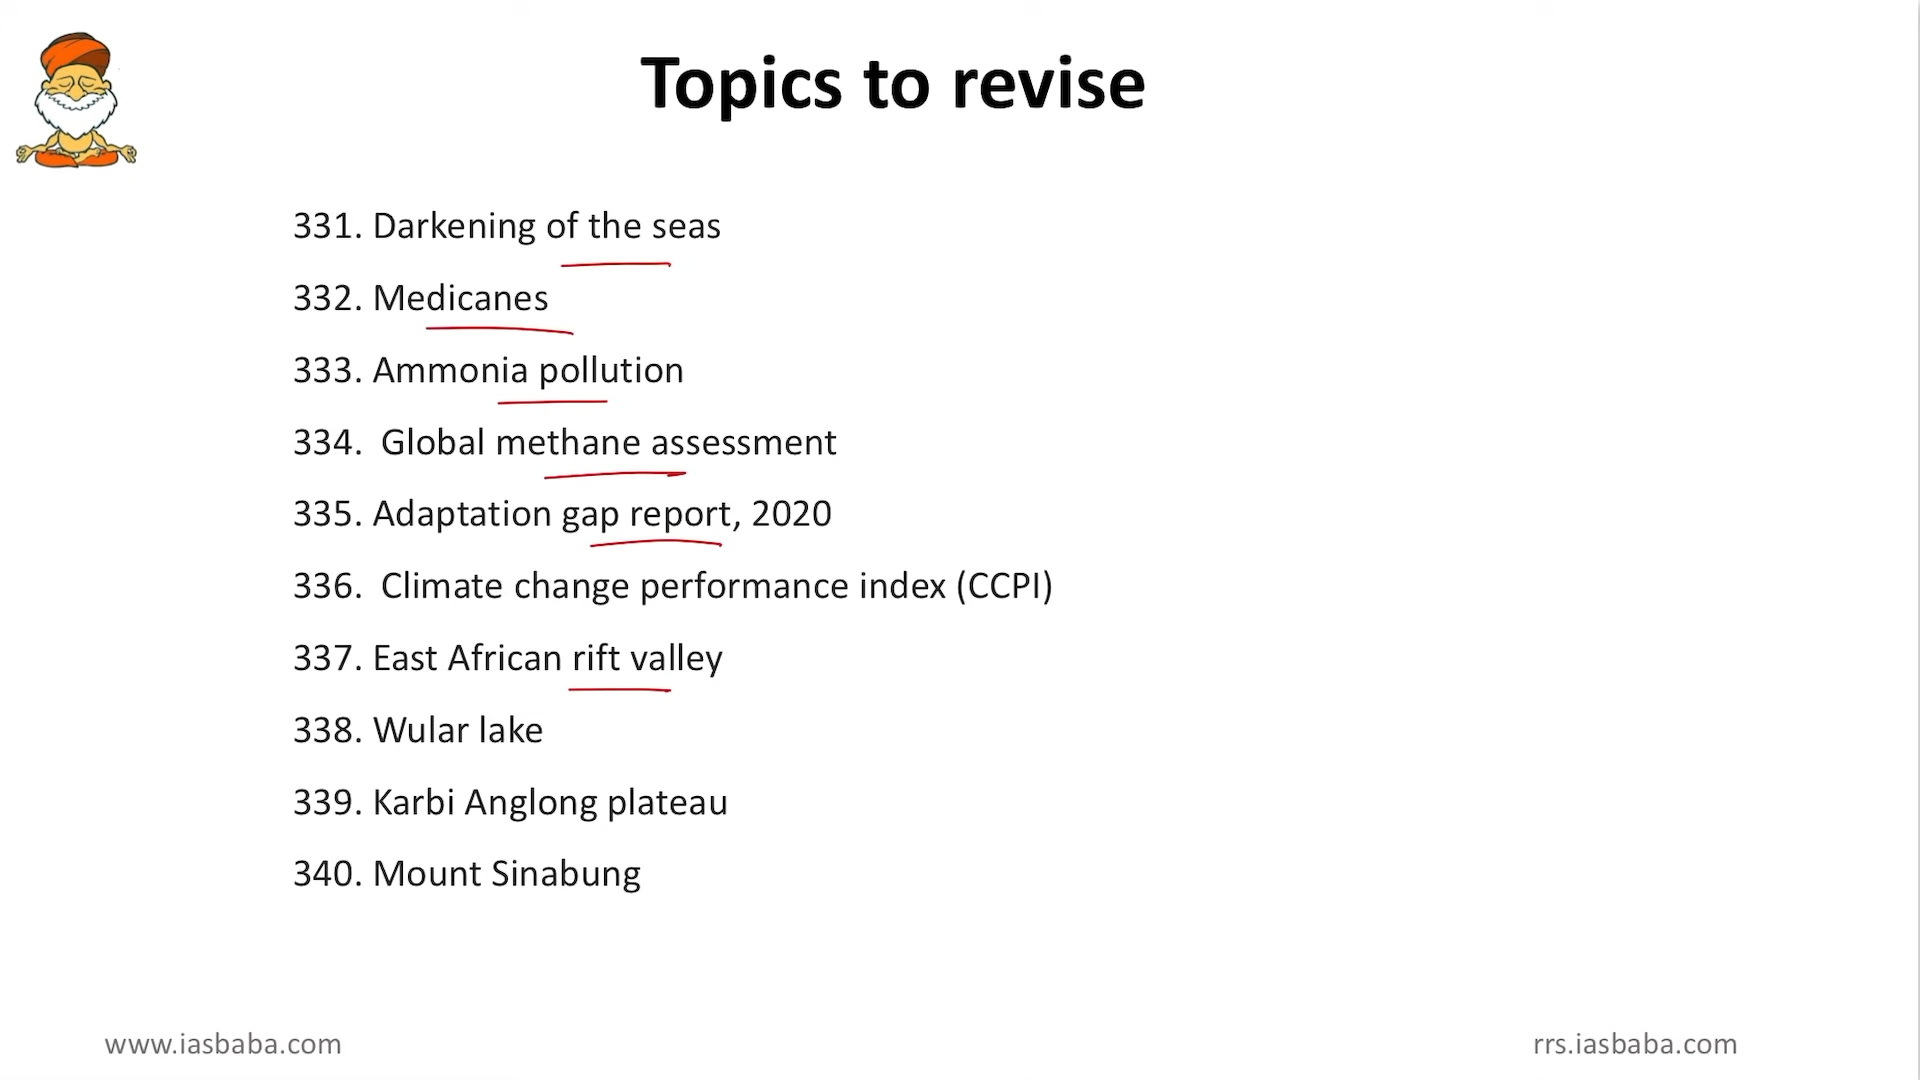 Topics to revise
331. Darkening of the seas
332. Medicanes
333. Ammonia pollution
334.  Global methane assessment
335. Adaptation gap report, 2020
336.  Climate change performance index (CCPI)
337. East African rift valley
338. Wular lake
339. Karbi Anglong plateau
340. Mount Sinabung
www.iasbaba.com
rrs.iasbaba.com